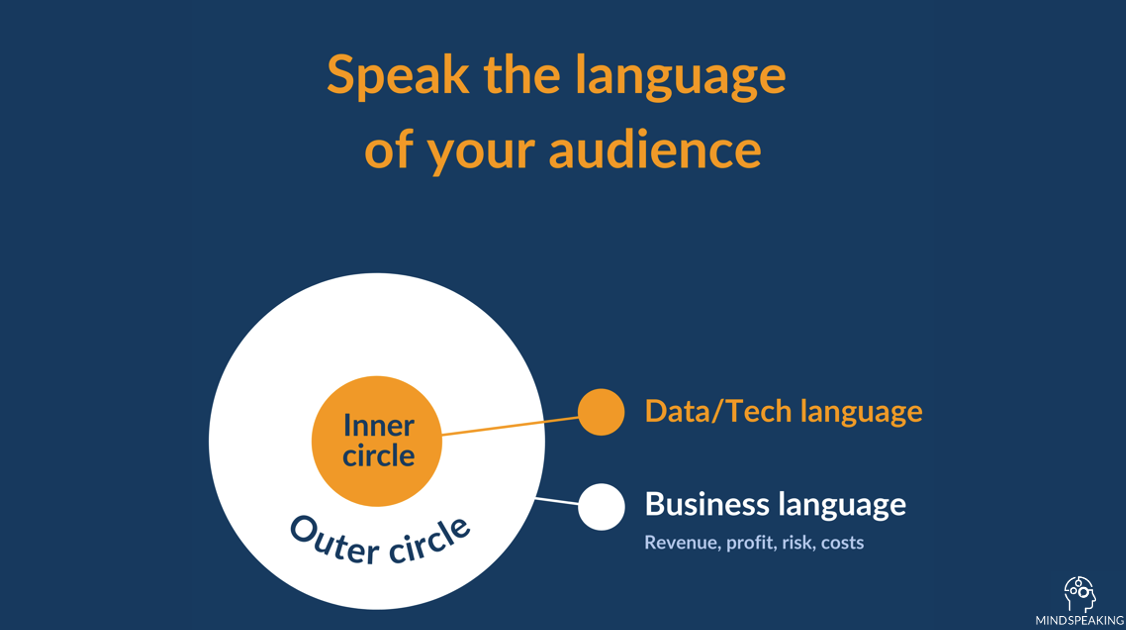 Speak the language
of your audience
Inner
circle
Outer circle
Data/Tech language
Business language
Revenue, profit, risk, costs
MINDSPEAKING